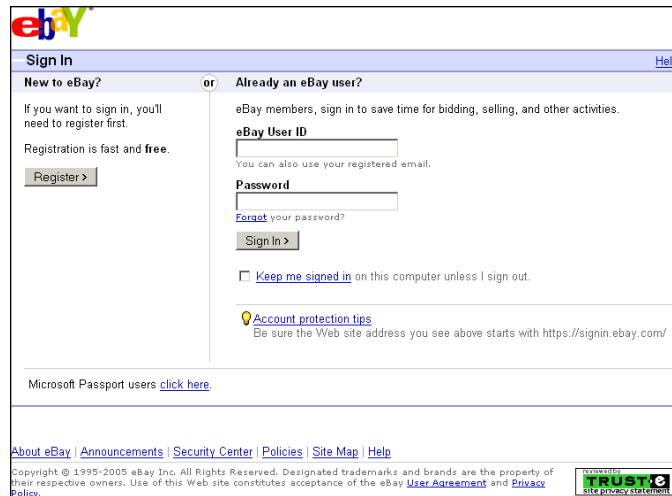 ebaY®
Sign In
Hel
New to eBay?
or
Already an eBay user?
If you want to sign in, you'll
need to register first.
Registration is fast and free.
Register >
eBay members, sign in to save time for bidding, selling, and other activities.
eBay User ID
You can also use your registered email.
Password
Forgot your password?
Sign In >
Keep me signed in on this computer unless I sign out.
Account protection tips
Be sure the Web site address you see above starts with https://signin.ebay.com/
Microsoft Passport users click here.
About eBay | Announcements | Security Center | Policies | Site Map | Help
Copyright © 1995-2005 eBay Inc. All Rights Reserved. Designated trademarks and brands are the property of
their respective owners. Use of this Web site constitutes acceptance of the eBay User Agreement and Privacy
Policy.
reviewed by
TRUSTe
site privacy statement